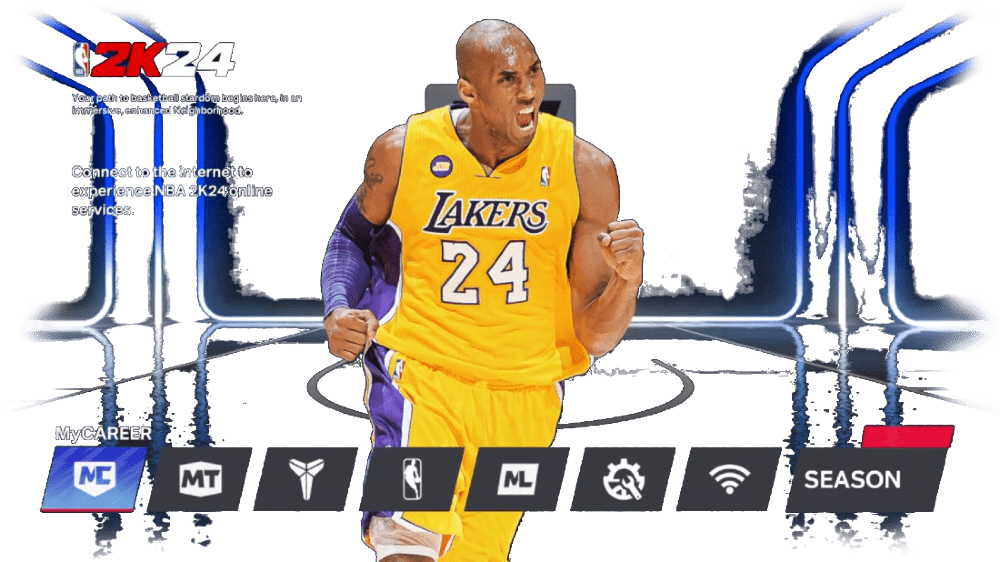 2K24
Your path to basketball stardom begins here, in an
immersive, enhanced Neighborhood.
Connect to the internet to
experience NBA 2K24 online
services.
LAKERS
24
MyCAREER
MC
MT
ML
SEASON